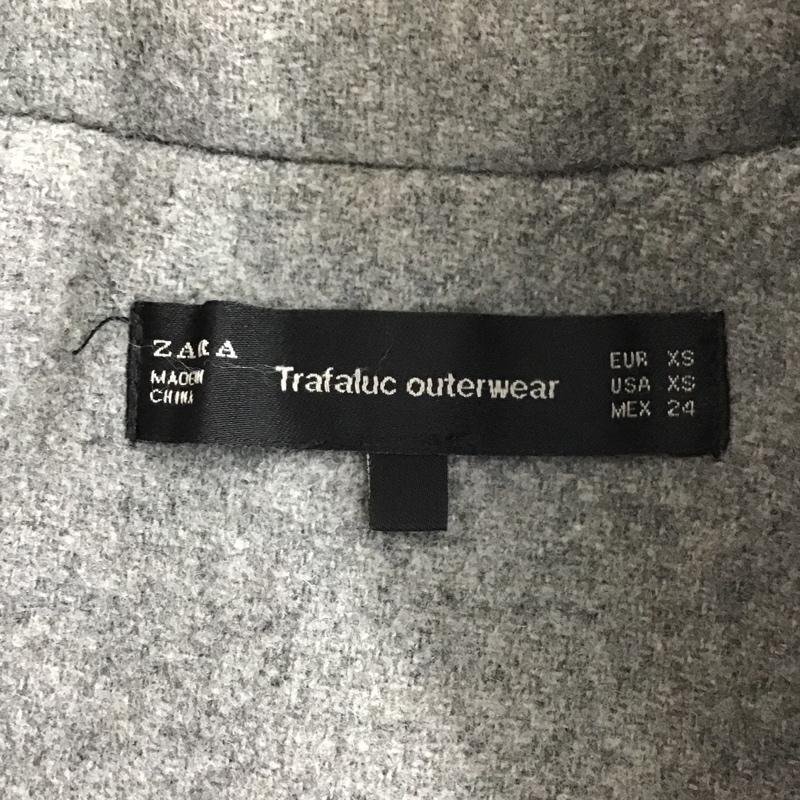 ZARA
MADE IN
CHINA
Trafaluc outerwear
EUR XS
USA XS
MEX 24